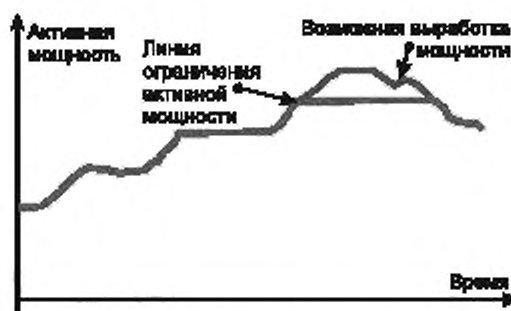 Активная
мощность
Линия
ограничения
активной
мощности
Возможная выработка
мощности
Время